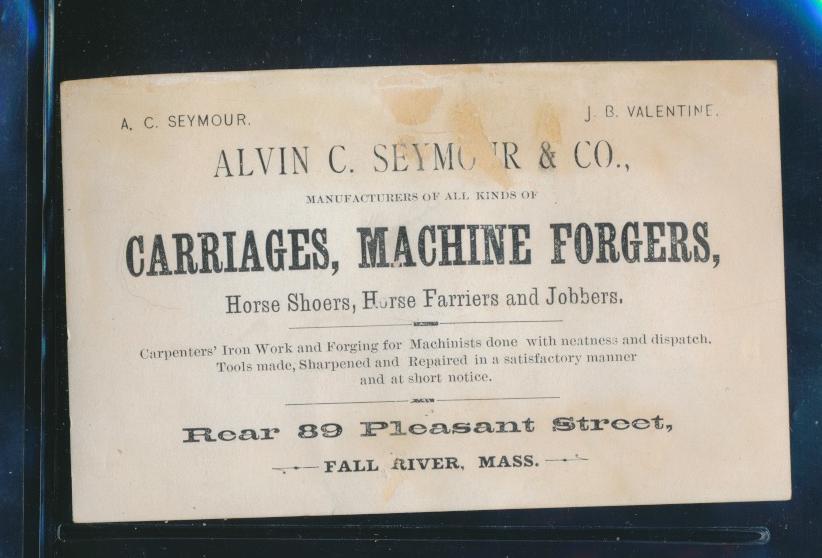 A. C. SEYMOUR. J. B. VALENTINE.
ALVIN C. SEYMOUR & CO.,
MANUFACTURERS OF ALL KINDS OF
CARRIAGES, MACHINE FORGERS,
Horse Shoers, Horse Farriers and Jobbers.
Carpenters' Iron Work and Forging for Machinists done with neatness and dispatch.
Tools made, Sharpened and Repaired in a satisfactory manner
and at short notice.
Rear 89 Pleasant Street,
FALL RIVER, MASS.